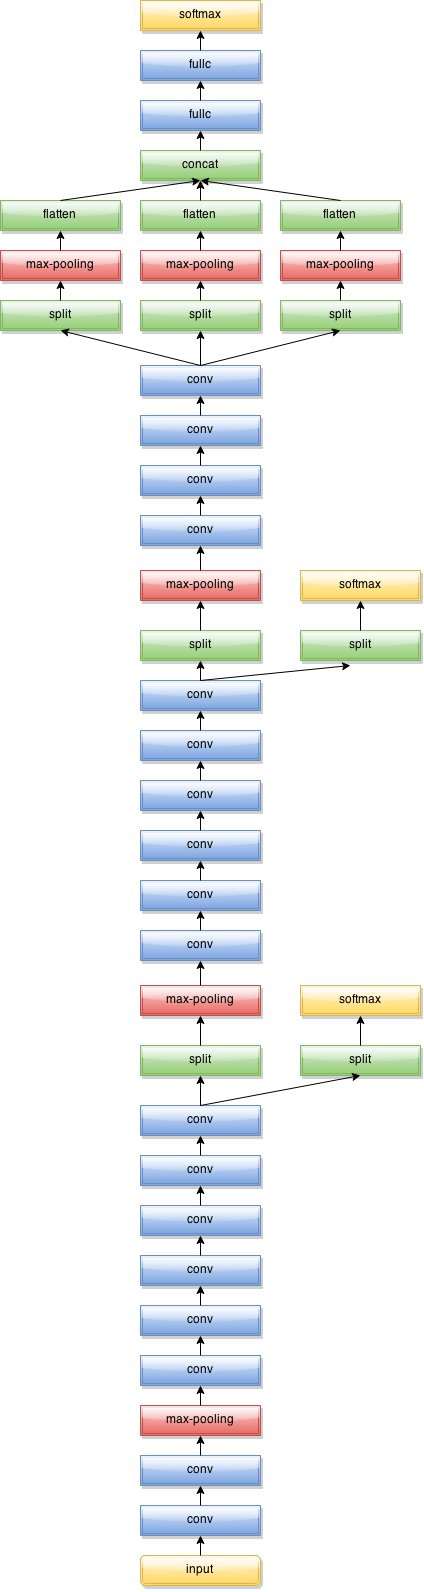 softmax
fullc
fullc
concat
flatten flatten flatten
max-pooling max-pooling max-pooling
split split split
conv
conv
conv
conv
max-pooling softmax
split split
conv
conv
conv
conv
conv
conv
max-pooling softmax
split split
conv
conv
conv
conv
conv
conv
max-pooling
conv
conv
input